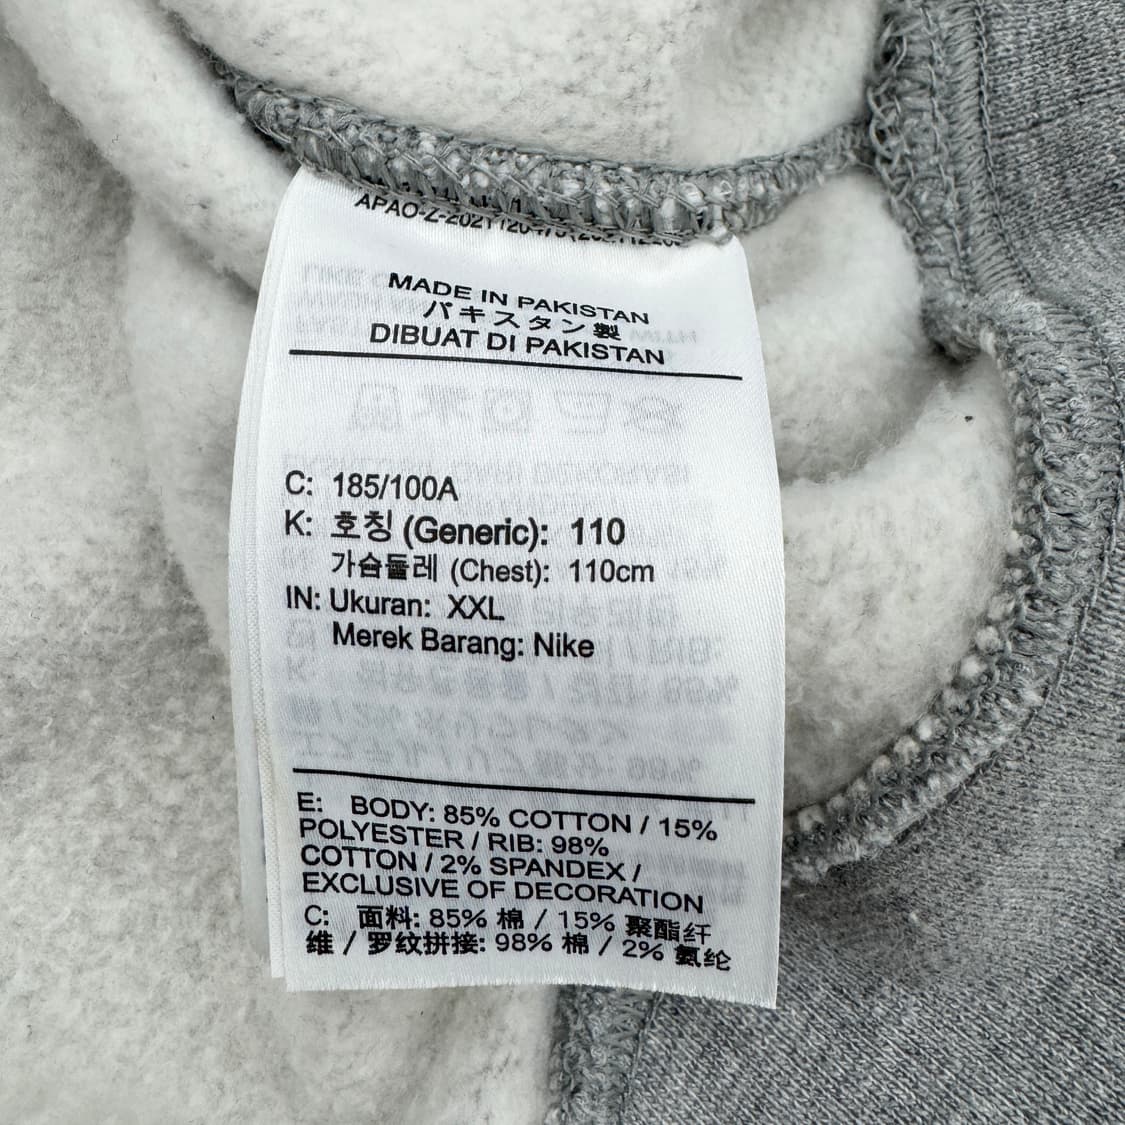 MADE IN PAKISTAN
パキスタン製
DIBUAT DI PAKISTAN
C: 185/100A
K: 호칭 (Generic): 110
가슴둘레 (Chest): 110cm
IN: Ukuran: XXL
Merek Barang: Nike
E: BODY: 85% COTTON / 15%
POLYESTER / RIB: 98%
COTTON / 2% SPANDEX /
EXCLUSIVE OF DECORATION
C: 面料: 85% 棉 / 15% 聚酯纤
维 / 罗纹拼接: 98% 棉 / 2% 氨纶